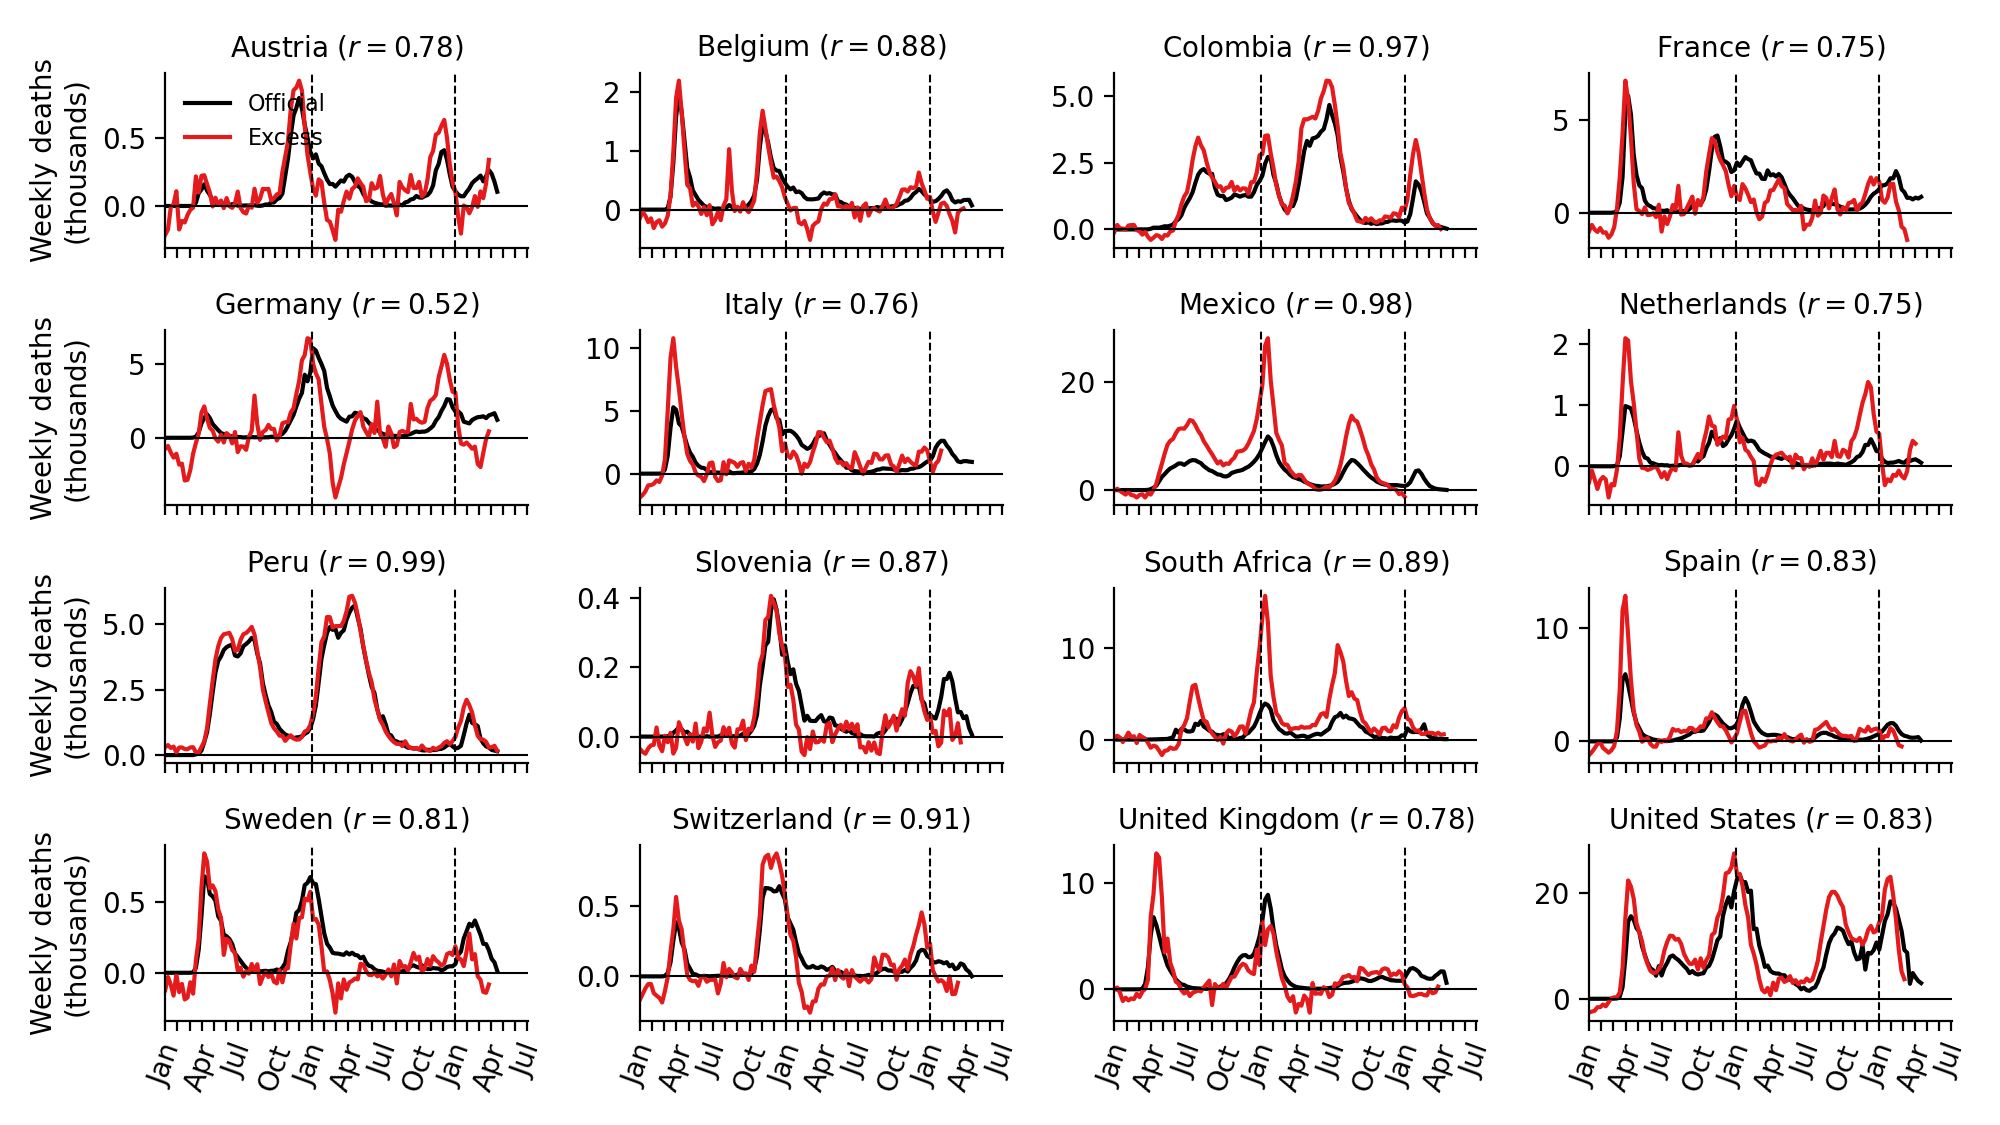 Austria (r = 0.78)
Belgium (r = 0.88)
Colombia (r = 0.97)
France (r = 0.75)
Weekly deaths
(thousands)
0.5
0.0
Official
Excess
2
1
0
5.0
2.5
0.0
5
0
Germany (r = 0.52)
Italy (r = 0.76)
Mexico (r = 0.98)
Netherlands (r = 0.75)
Weekly deaths
(thousands)
5
0
10
5
0
20
0
2
1
0
Peru (r = 0.99)
Slovenia (r = 0.87)
South Africa (r = 0.89)
Spain (r = 0.83)
Weekly deaths
(thousands)
5.0
2.5
0.0
0.4
0.2
0.0
10
0
10
0
Sweden (r = 0.81)
Switzerland (r = 0.91)
United Kingdom (r = 0.78)
United States (r = 0.83)
Weekly deaths
(thousands)
0.5
0.0
0.5
0.0
10
0
20
0
Jan Apr Jul Oct Jan Apr Jul Oct Jan Apr Jul
Jan Apr Jul Oct Jan Apr Jul Oct Jan Apr Jul
Jan Apr Jul Oct Jan Apr Jul Oct Jan Apr Jul
Jan Apr Jul Oct Jan Apr Jul Oct Jan Apr Jul